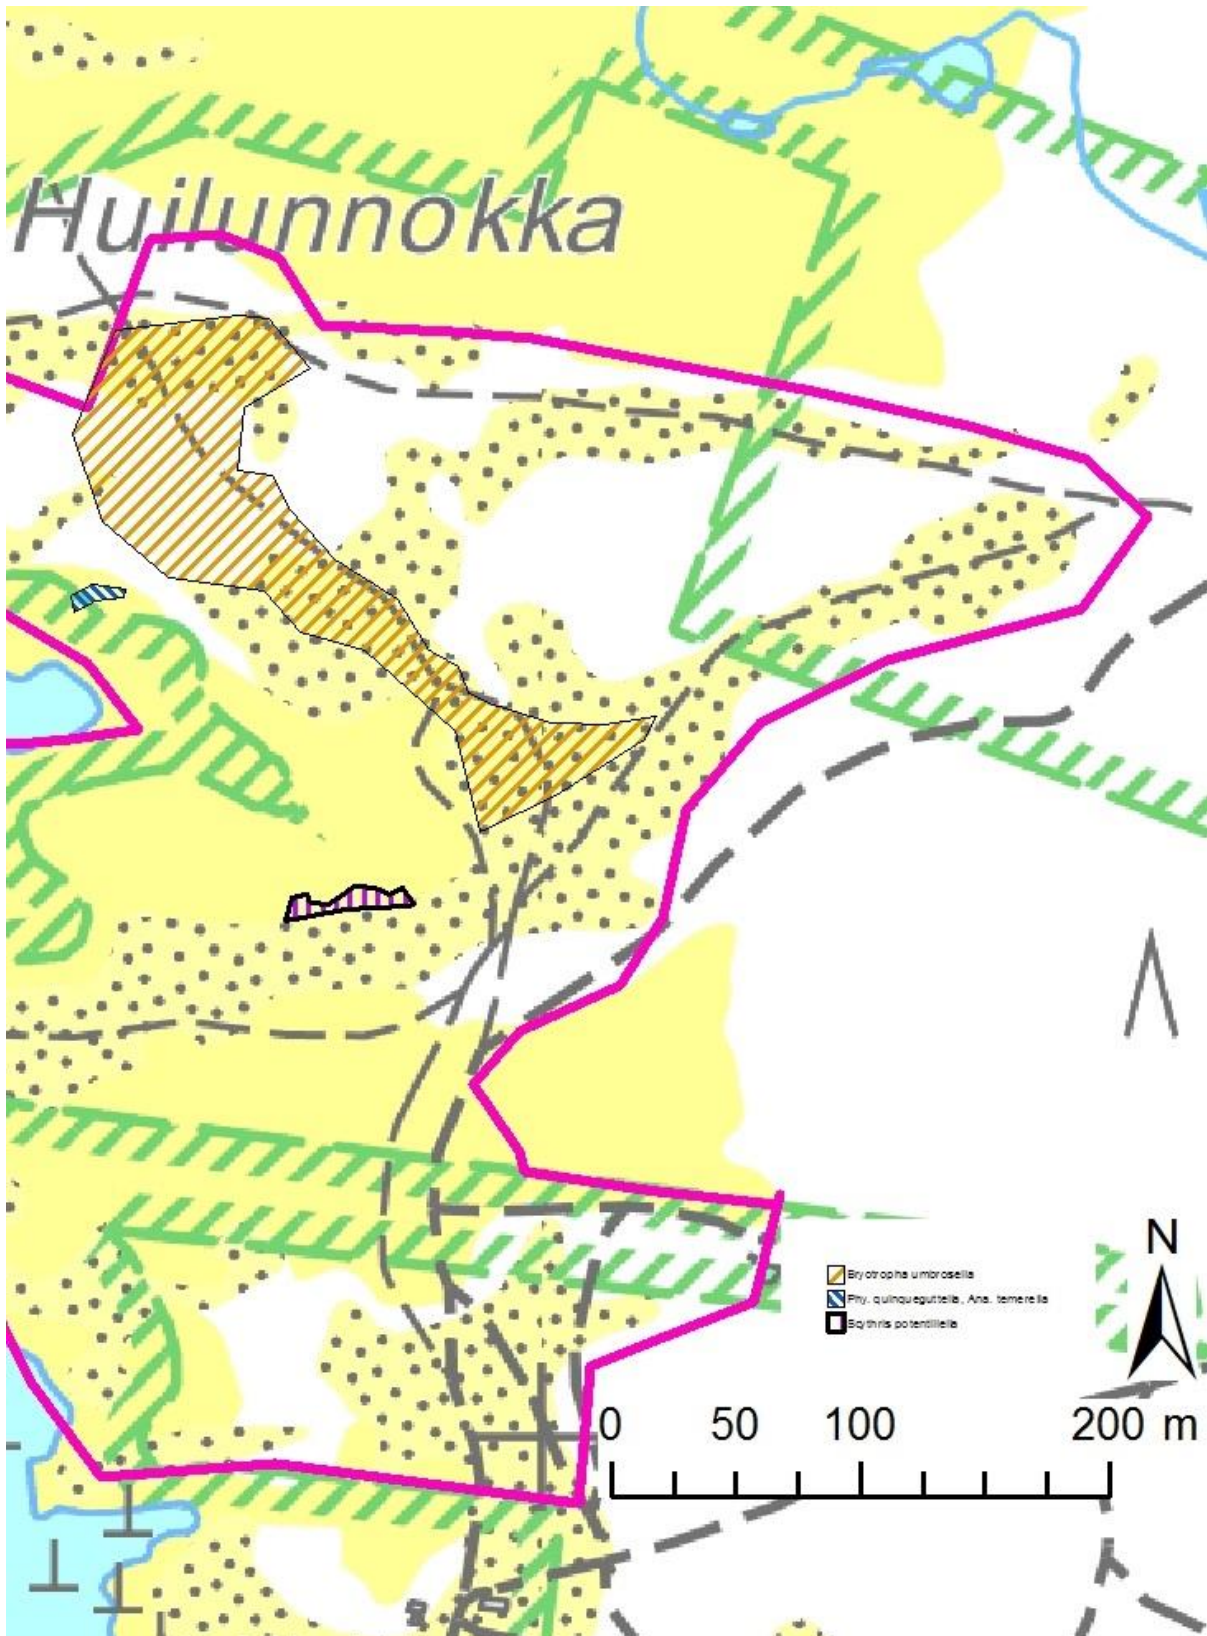 Huilunnokka
N
Bryotropha umbrosella
Phy. quinqueguttella, Ana. temerella
Scythris potentillella
0 50 100 200 m